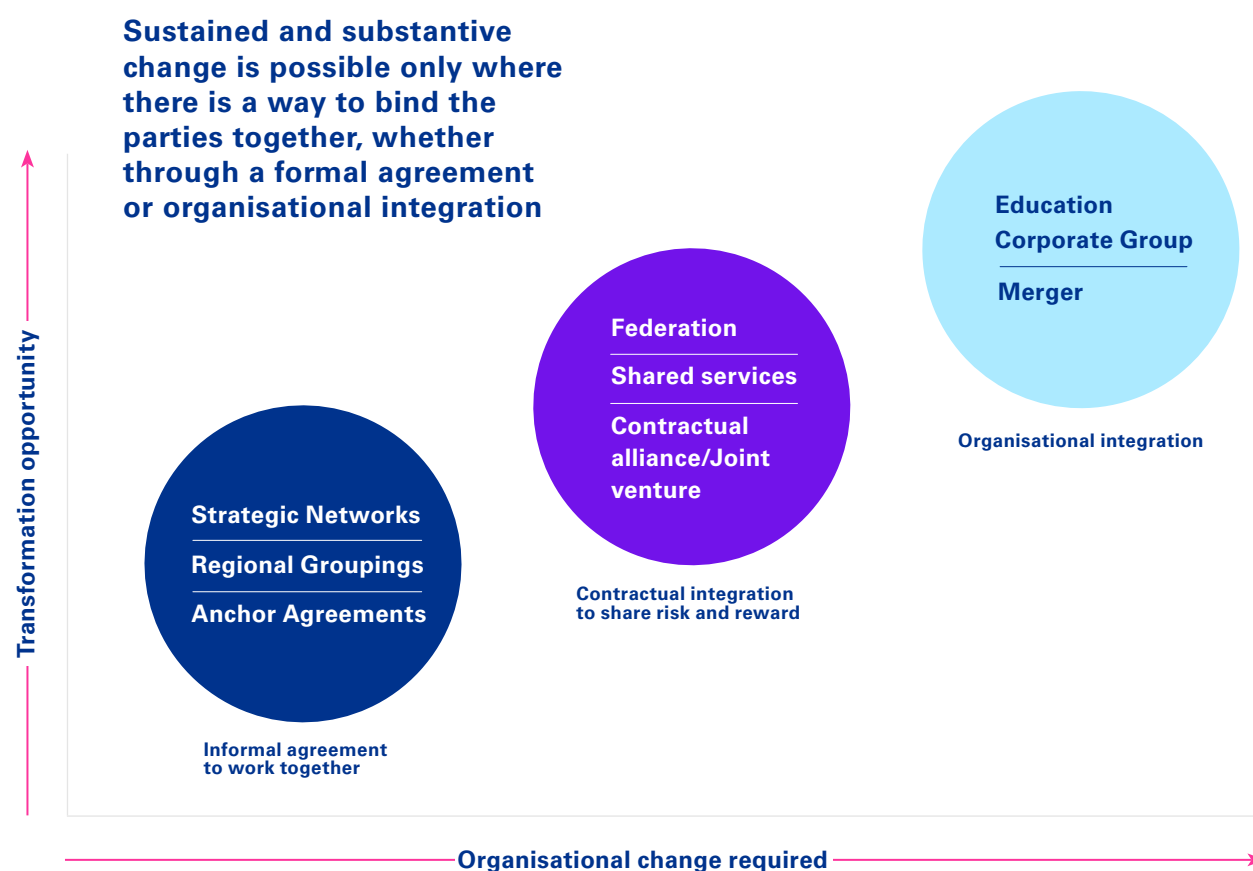 Sustained and substantive
change is possible only where
there is a way to bind the
parties together, whether
through a formal agreement
or organisational integration
Transformation opportunity
Strategic Networks
Regional Groupings
Anchor Agreements
Informal agreement
to work together
Federation
Shared services
Contractual
alliance/Joint
venture
Contractual integration
to share risk and reward
Education
Corporate Group
Merger
Organisational integration
Organisational change required